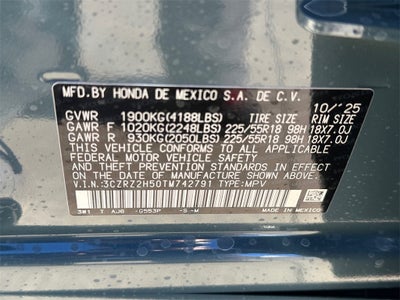 MFD.BY HONDA DE MEXICO S.A. DE C.V.
10/'25
GVWR 1900KG(4188LBS) TIRE SIZE RIM SIZE
GAWR F 1020KG(2248LBS) 225/55R18 98H 18X7.0J
GAWR R 930KG(2050LBS) 225/55R18 98H 18X7.0J
THIS VEHICLE CONFORMS TO ALL APPLICABLE
FEDERAL MOTOR VEHICLE SAFETY
AND THEFT PREVENTION STANDARDS IN EFFECT
ON THE DATE OF MANUFACTURE SHOWN ABOVE.
V.I.N:3CZRZ2H50TM742791 TYPE:MPV
-S-M